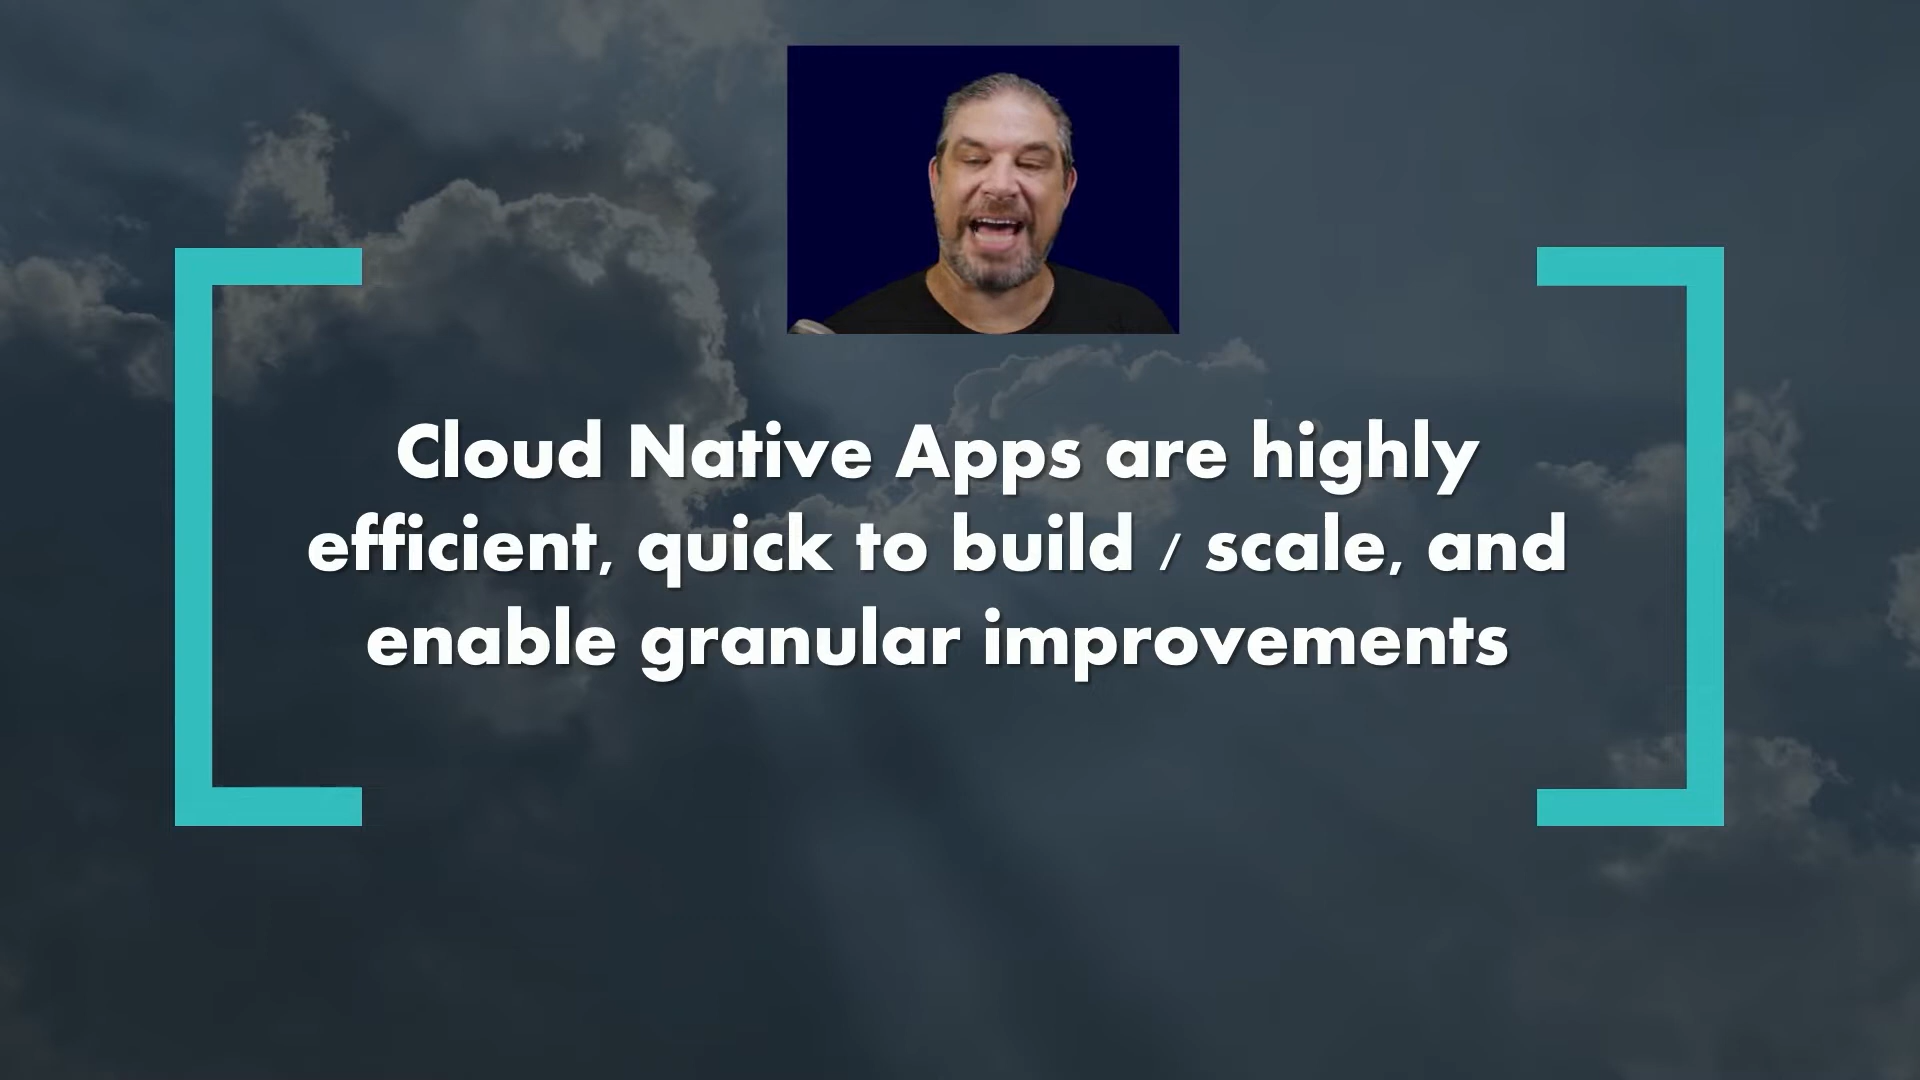 Cloud Native Apps are highly
efficient, quick to build / scale, and
enable granular improvements